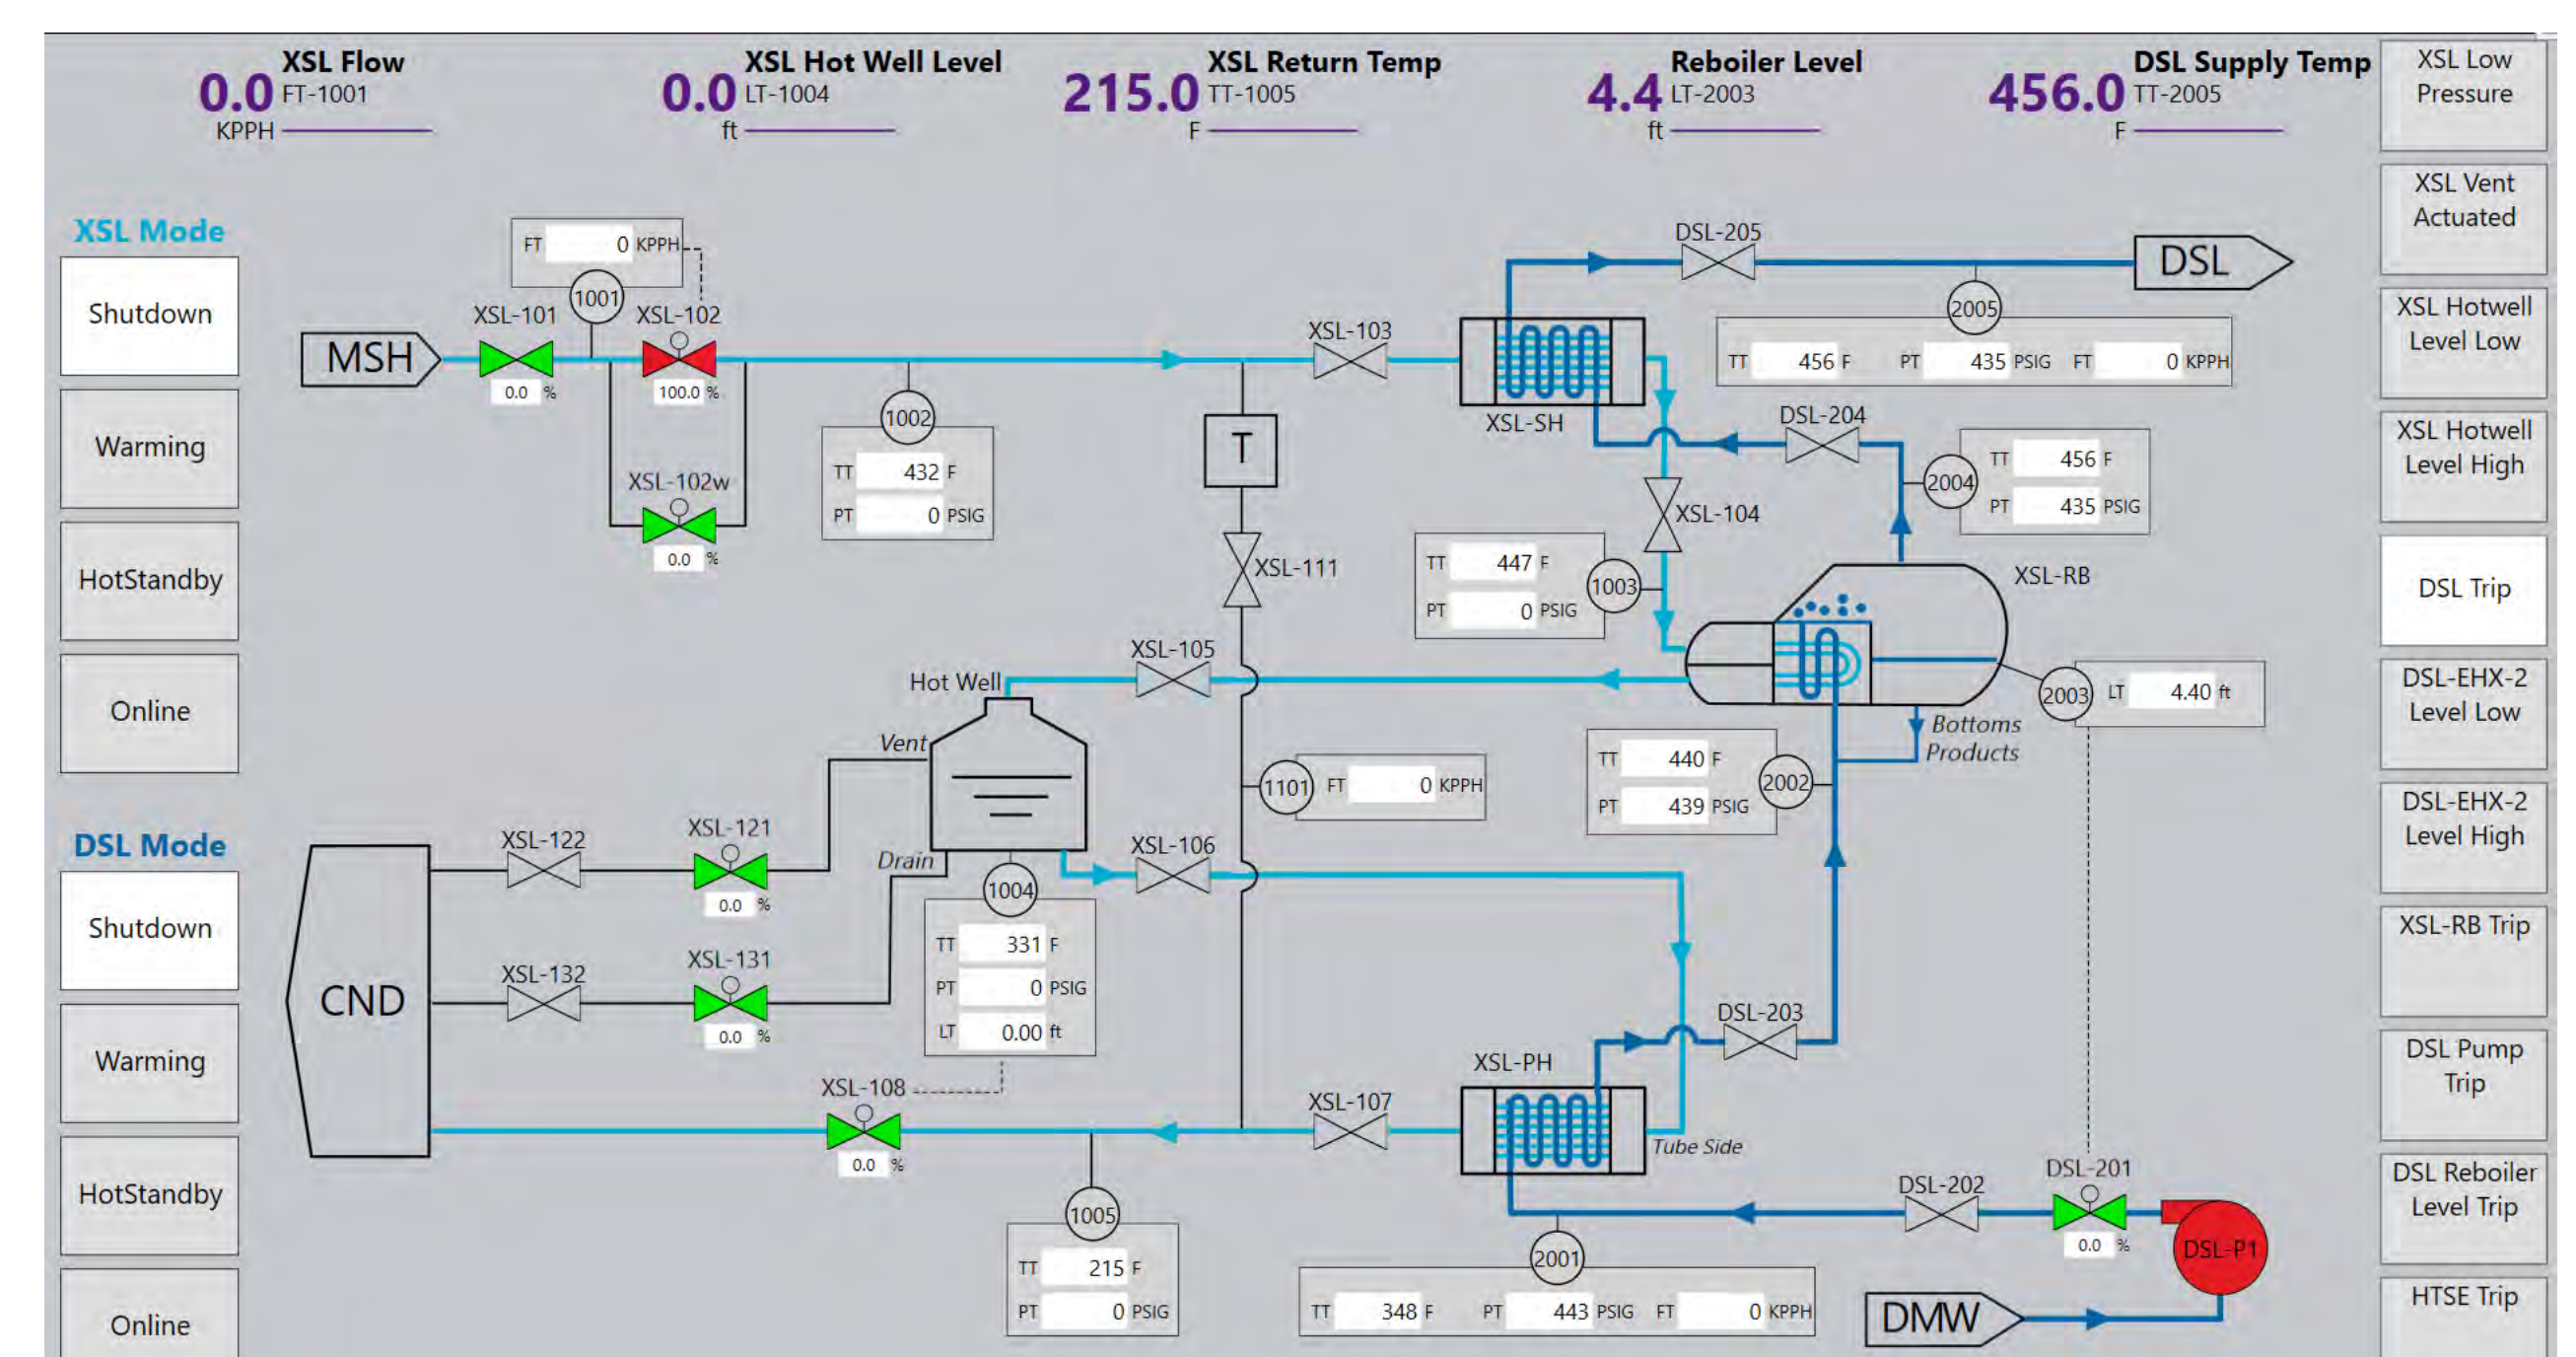 XSL Flow
0.0 FT-1001
KPPH
XSL Hot Well Level
0.0 LT-1004
ft
XSL Return Temp
215.0 TT-1005
F
Reboiler Level
4.4 LT-2003
ft
DSL Supply Temp
456.0 TT-2005
F
XSL Low
Pressure
XSL Vent
Actuated
XSL Hotwell
Level Low
XSL Hotwell
Level High
DSL Trip
DSL-EHX-2
Level Low
DSL-EHX-2
Level High
XSL-RB Trip
DSL Pump
Trip
DSL Reboiler
Level Trip
HTSE Trip
XSL Mode
Shutdown
Warming
HotStandby
Online
DSL Mode
Shutdown
Warming
HotStandby
Online
FT 0 KPPH
1001
XSL-101
XSL-102
MSH
0.0 %
100.0 %
XSL-102w
0.0 %
1002
TT 432 F
PT 0 PSIG
T
XSL-111
XSL-103
XSL-SH
DSL-205
DSL
2005
TT 456 F PT 435 PSIG FT 0 KPPH
DSL-204
2004
TT 456 F
PT 435 PSIG
XSL-104
1003
TT 447 F
PT 0 PSIG
XSL-RB
2003
LT 4.40 ft
Bottoms
Products
2002
TT 440 F
PT 439 PSIG
XSL-105
Hot Well
Vent
Drain
1101
FT 0 KPPH
XSL-106
XSL-122
XSL-121
0.0 %
XSL-132
XSL-131
0.0 %
CND
1004
TT 331 F
PT 0 PSIG
LT 0.00 ft
XSL-108
0.0 %
1005
TT 215 F
PT 0 PSIG
XSL-107
XSL-PH
Tube Side
DSL-203
DSL-202
DSL-201
0.0 %
DSL-P1
DMW
2001
TT 348 F PT 443 PSIG FT 0 KPPH